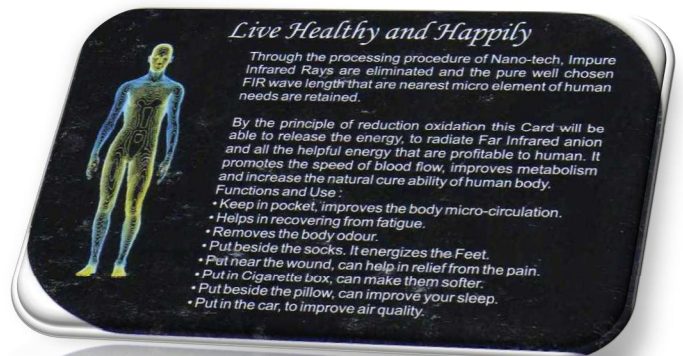 Live Healthy and Happily
Through the processing procedure of Nano-tech, Impure
Infrared Rays are eliminated and the pure well chosen
FIR wave length that are nearest micro element of human
needs are retained.
By the principle of reduction oxidation this Card will be
able to release the energy, to radiate Far Infrared anion
and all the helpful energy that are profitable to human. It
promotes the speed of blood flow, improves metabolism
and increase the natural cure ability of human body.
Functions and Use :
• Keep in pocket, improves the body micro-circulation.
• Helps in recovering from fatigue.
• Removes the body odour.
• Put beside the socks. It energizes the Feet.
• Put near the wound, can help in relief from the pain.
• Put in Cigarette box, can make them softer.
• Put beside the pillow, can improve your sleep.
• Put in the car, to improve air quality.